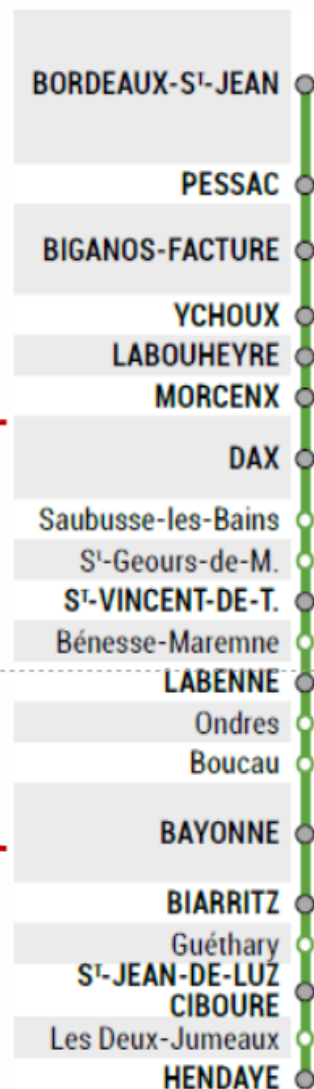 BORDEAUX-Sᵗ-JEAN
PESSAC
BIGANOS-FACTURE
YCHOUX
LABOUHEYRE
MORCENX
DAX
Saubusse-les-Bains
Sᵗ-Geours-de-M.
Sᵀ-VINCENT-DE-T.
Bénesse-Maremne
LABENNE
Ondres
Boucau
BAYONNE
BIARRITZ
Guéthary
Sᵀ-JEAN-DE-LUZ
CIBOURE
Les Deux-Jumeaux
HENDAYE